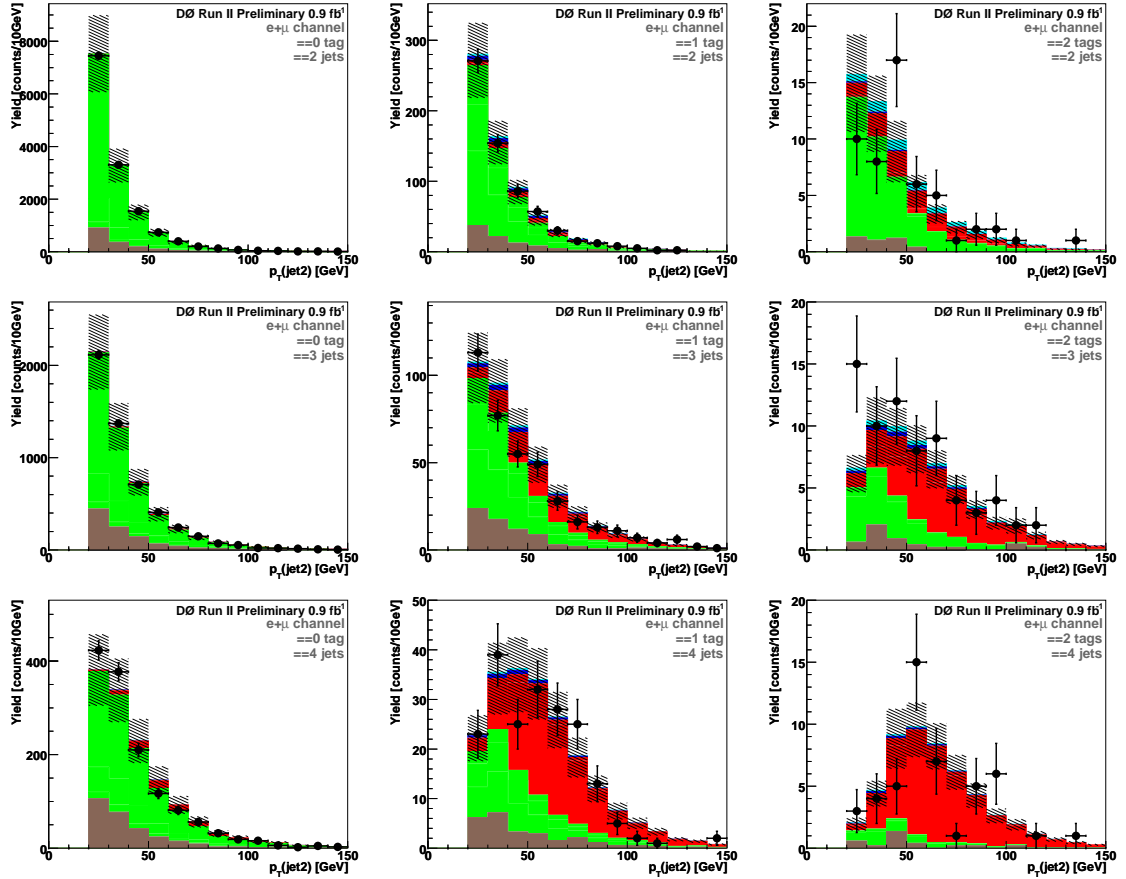 DØ Run II Preliminary 0.9 fb-1
e+μ channel
==0 tag
==2 jets
Yield [counts/10GeV]
8000
6000
4000
2000
0
0
50
100
150
pT(jet2) [GeV]
DØ Run II Preliminary 0.9 fb-1
e+μ channel
==1 tag
==2 jets
Yield [counts/10GeV]
300
200
100
0
0
50
100
150
pT(jet2) [GeV]
DØ Run II Preliminary 0.9 fb-1
e+μ channel
==2 tags
==2 jets
Yield [counts/10GeV]
20
15
10
5
0
0
50
100
150
pT(jet2) [GeV]
DØ Run II Preliminary 0.9 fb-1
e+μ channel
==0 tag
==3 jets
Yield [counts/10GeV]
2000
1000
0
0
50
100
150
pT(jet2) [GeV]
DØ Run II Preliminary 0.9 fb-1
e+μ channel
==1 tag
==3 jets
Yield [counts/10GeV]
100
50
0
0
50
100
150
pT(jet2) [GeV]
DØ Run II Preliminary 0.9 fb-1
e+μ channel
==2 tags
==3 jets
Yield [counts/10GeV]
20
15
10
5
0
0
50
100
150
pT(jet2) [GeV]
DØ Run II Preliminary 0.9 fb-1
e+μ channel
==0 tag
==4 jets
Yield [counts/10GeV]
400
200
0
0
50
100
150
pT(jet2) [GeV]
DØ Run II Preliminary 0.9 fb-1
e+μ channel
==1 tag
==4 jets
Yield [counts/10GeV]
50
40
30
20
10
0
0
50
100
150
pT(jet2) [GeV]
DØ Run II Preliminary 0.9 fb-1
e+μ channel
==2 tags
==4 jets
Yield [counts/10GeV]
20
15
10
5
0
0
50
100
150
pT(jet2) [GeV]